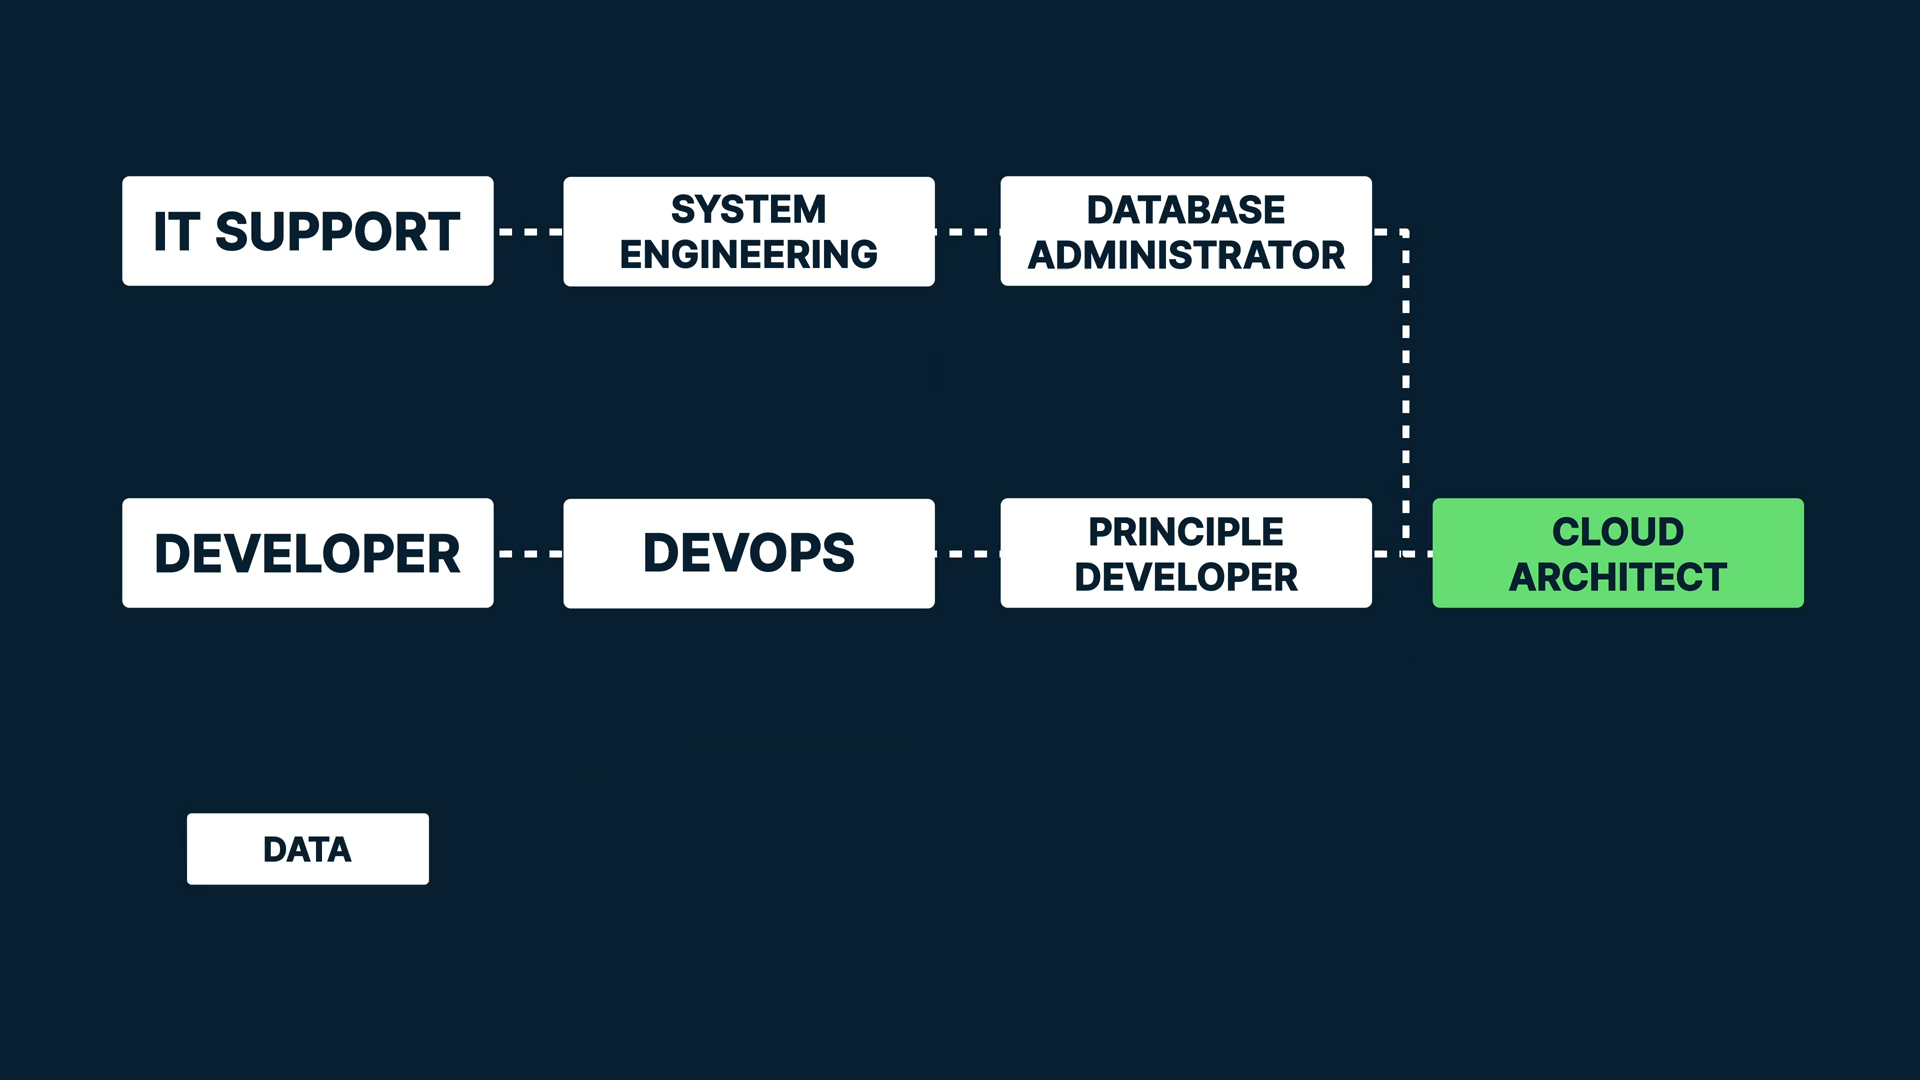 IT SUPPORT
SYSTEM
ENGINEERING
DATABASE
ADMINISTRATOR
DEVELOPER
DEVOPS
PRINCIPLE
DEVELOPER
CLOUD
ARCHITECT
DATA